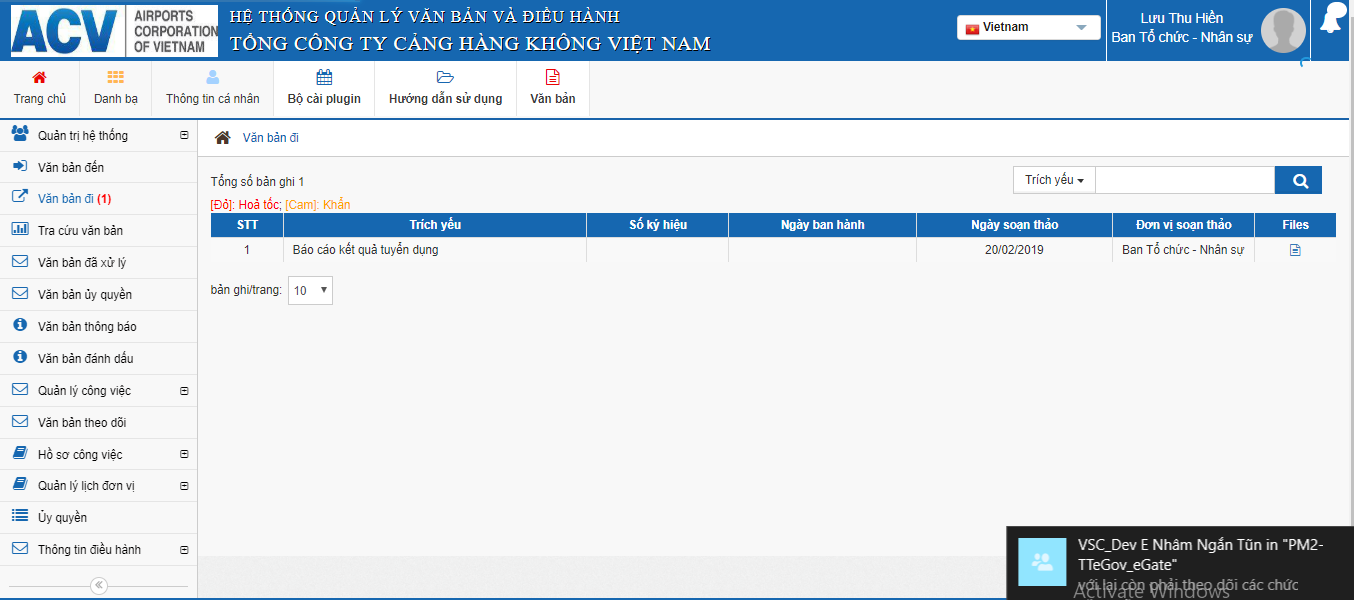 ACV
AIRPORTS
CORPORATION
OF VIETNAM
HỆ THỐNG QUẢN LÝ VĂN BẢN VÀ ĐIỀU HÀNH
TỔNG CÔNG TY CẢNG HÀNG KHÔNG VIỆT NAM
Vietnam
Lưu Thu Hiền
Ban Tổ chức - Nhân sự
Trang chủ
Danh bạ
Thông tin cá nhân
Bộ cài plugin
Hướng dẫn sử dụng
Văn bản
Quản trị hệ thống
Văn bản đến
Văn bản đi (1)
Tra cứu văn bản
Văn bản đã xử lý
Văn bản ủy quyền
Văn bản thông báo
Văn bản đánh dấu
Quản lý công việc
Văn bản theo dõi
Hồ sơ công việc
Quản lý lịch đơn vị
Ủy quyền
Thông tin điều hành
Văn bản đi
Tổng số bản ghi 1
Trích yếu
[Đỏ]: Hoả tốc; [Cam]: Khẩn
STT Trích yếu Số ký hiệu Ngày ban hành Ngày soạn thảo Đơn vị soạn thảo Files
1 Báo cáo kết quả tuyển dụng 20/02/2019 Ban Tổ chức - Nhân sự
bản ghi/trang: 10
VSC_Dev E Nhâm Ngắn Tũn in "PM2-
TTeGov_eGate"
với lại còn phải theo dõi các chức
Activate Windows